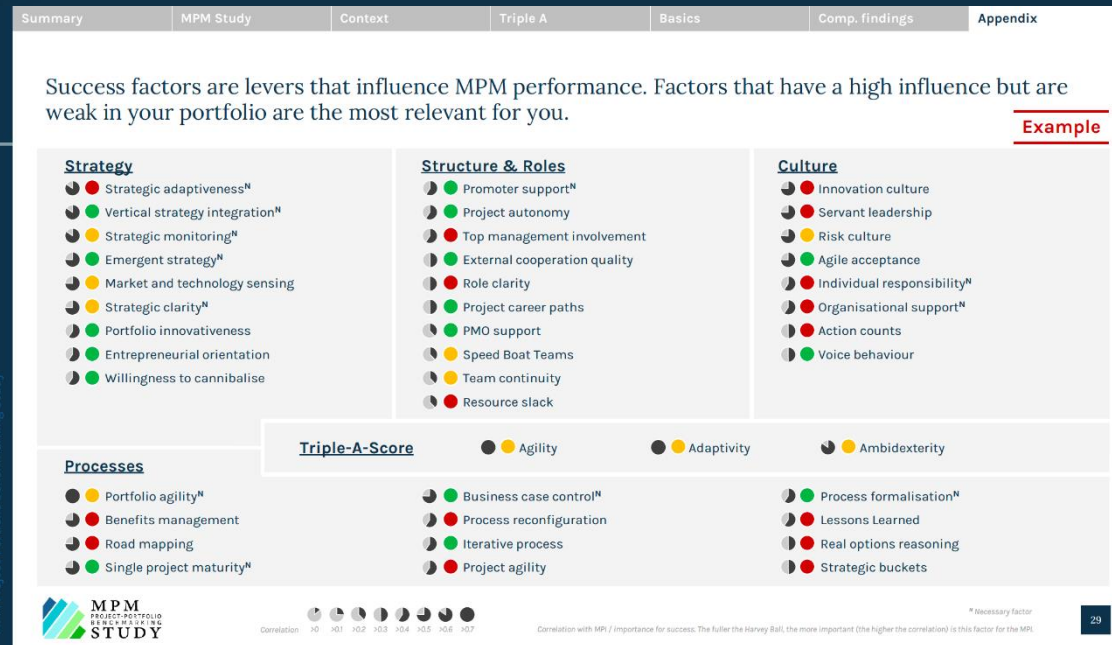 Summary
MPM Study
Context
Triple A
Basics
Comp. findings
Appendix
Success factors are levers that influence MPM performance. Factors that have a high influence but are
weak in your portfolio are the most relevant for you.
Example
Strategy
Strategic adaptivenessᴺ
Vertical strategy integrationᴺ
Strategic monitoringᴺ
Emergent strategyᴺ
Market and technology sensing
Strategic clarityᴺ
Portfolio innovativeness
Entrepreneurial orientation
Willingness to cannibalise
Structure & Roles
Promoter supportᴺ
Project autonomy
Top management involvement
External cooperation quality
Role clarity
Project career paths
PMO support
Speed Boat Teams
Team continuity
Resource slack
Culture
Innovation culture
Servant leadership
Risk culture
Agile acceptance
Individual responsibilityᴺ
Organisational supportᴺ
Action counts
Voice behaviour
Triple-A-Score
Agility
Adaptivity
Ambidexterity
Processes
Portfolio agilityᴺ
Benefits management
Road mapping
Single project maturityᴺ
Business case controlᴺ
Process reconfiguration
Iterative process
Project agility
Process formalisationᴺ
Lessons Learned
Real options reasoning
Strategic buckets
MPM
PROJECT-PORTFOLIO
BENCHMARKING
STUDY
Correlation >0 >0.1 >0.2 >0.3 >0.4 >0.5 >0.6 >0.7
ᴺ Necessary factor
Correlation with MPI / importance for success. The fuller the Harvey Ball, the more important (the higher the correlation) is this factor for the MPI.
29